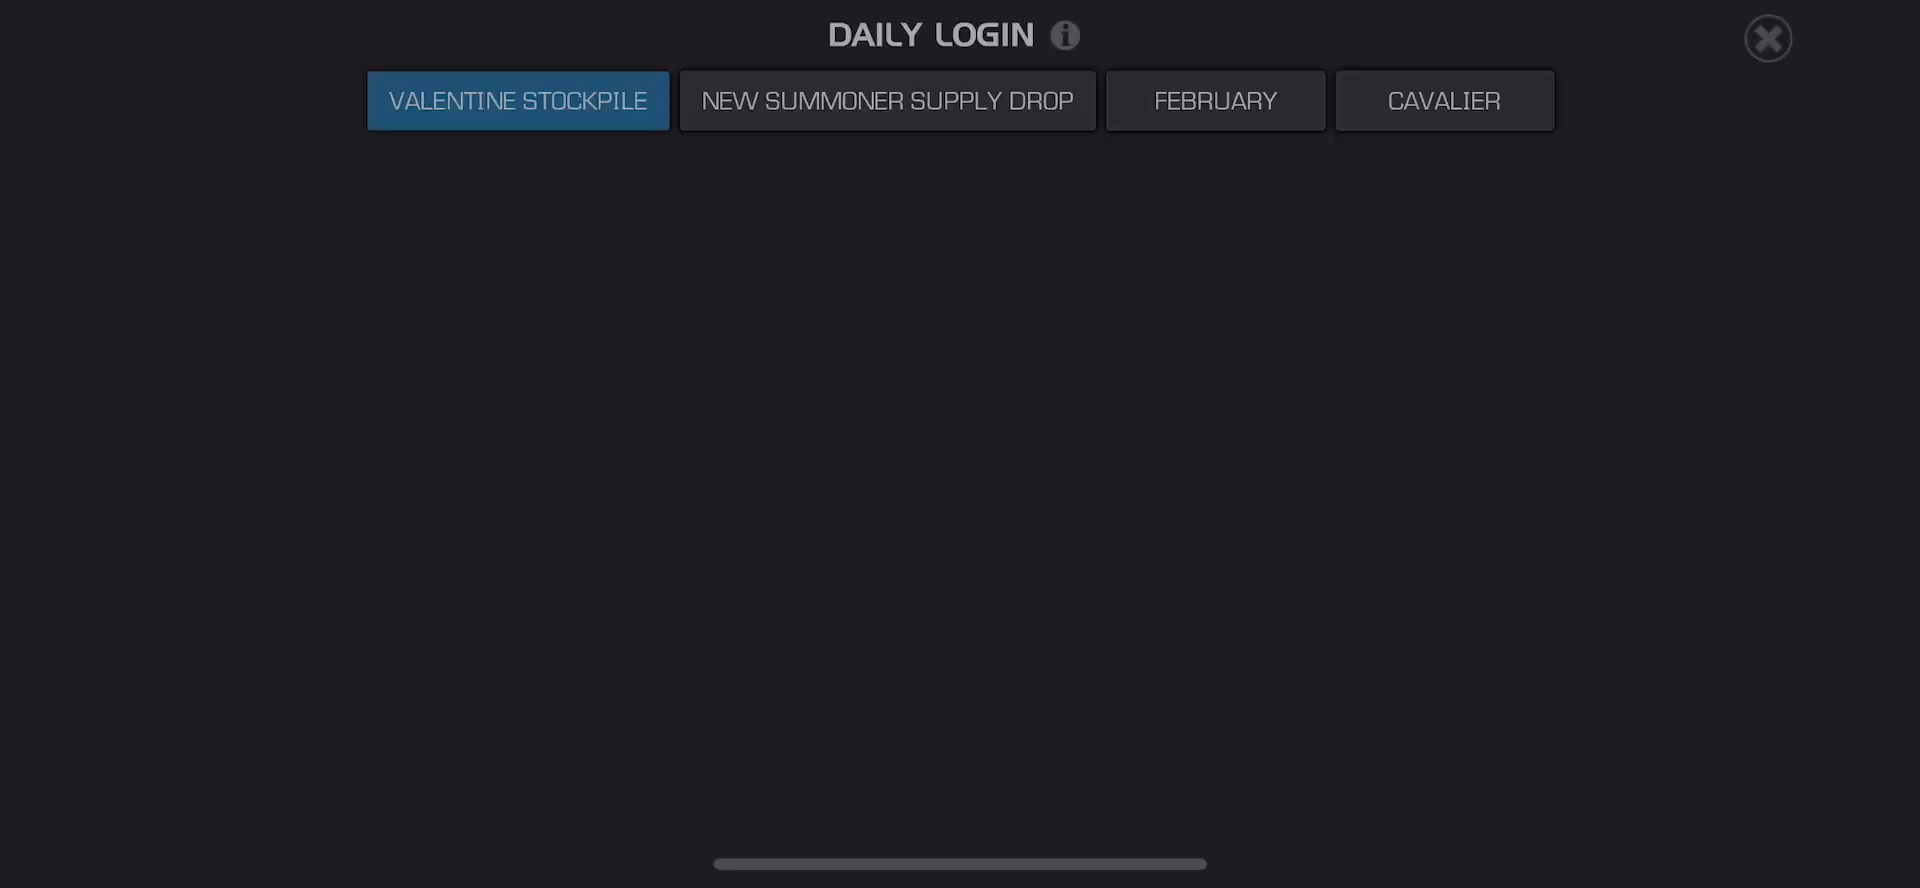 DAILY LOGIN
VALENTINE STOCKPILE
NEW SUMMONER SUPPLY DROP
FEBRUARY
CAVALIER